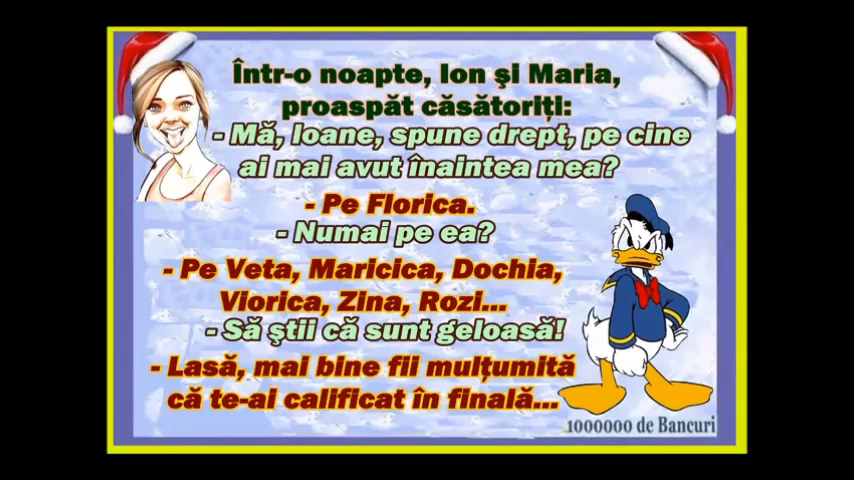 Într-o noapte, Ion şi Maria,
proaspăt căsătoriţi:
- Mă, Ioane, spune drept, pe cine
ai mai avut înaintea mea?
- Pe Florica.
- Numai pe ea?
- Pe Veta, Maricica, Dochia,
Viorica, Zina, Rozi...
- Să ştii că sunt geloasă!
- Lasă, mai bine fii mulţumită
că te-ai calificat în finală...
1000000 de Bancuri